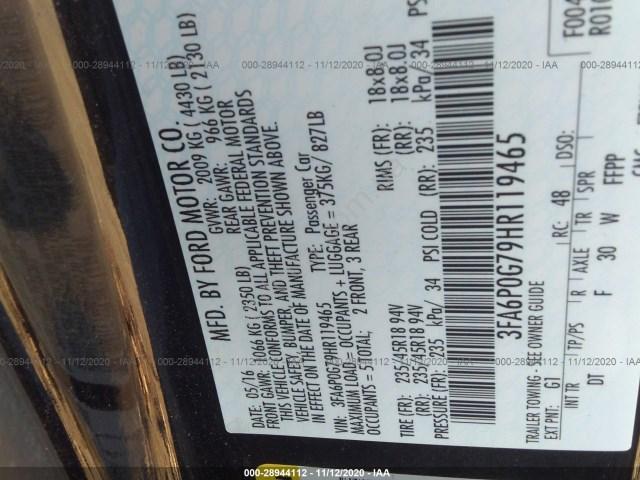 000-28944112 - 11/12/2020 - IAA
MFD. BY FORD MOTOR CO.
DATE: 05/16 GVWR: 2009 KG ( 4430 LB)
FRONT GAWR: 1066 KG ( 2350 LB) REAR GAWR: 966 KG (
THIS VEHICLE CONFORMS TO ALL APPLICABLE FEDERAL MOTOR
VEHICLE SAFETY, BUMPER, AND THEFT PREVENTION STANDARDS
IN EFFECT ON THE DATE OF MANUFACTURE SHOWN ABOVE.
VIN: 3FA6P0G79HR119465 TYPE: Passenger Car
MAXIMUM LOAD = OCCUPANTS + LUGGAGE = 375KG/ 827LB
OCCUPANTS = 5 TOTAL: 2 FRONT, 3 REAR
TIRE (FR): 235/45R18 94V RIMS (FR): 18x8.0J
(RR): 235/45R18 94V (RR): 18x8.0J
PRESSURE (FR): 235 kPa/ 34 PSI COLD (RR): 235 kPa/ 34 PSI
3FA6P0G79HR119465
TRAILER TOWING - SEE OWNER GUIDE
EXT PNT: G1 RC: 48 DSO:
INT TR TP/PS R AXLE TR SPR
DT F 30 W FFPP
F004